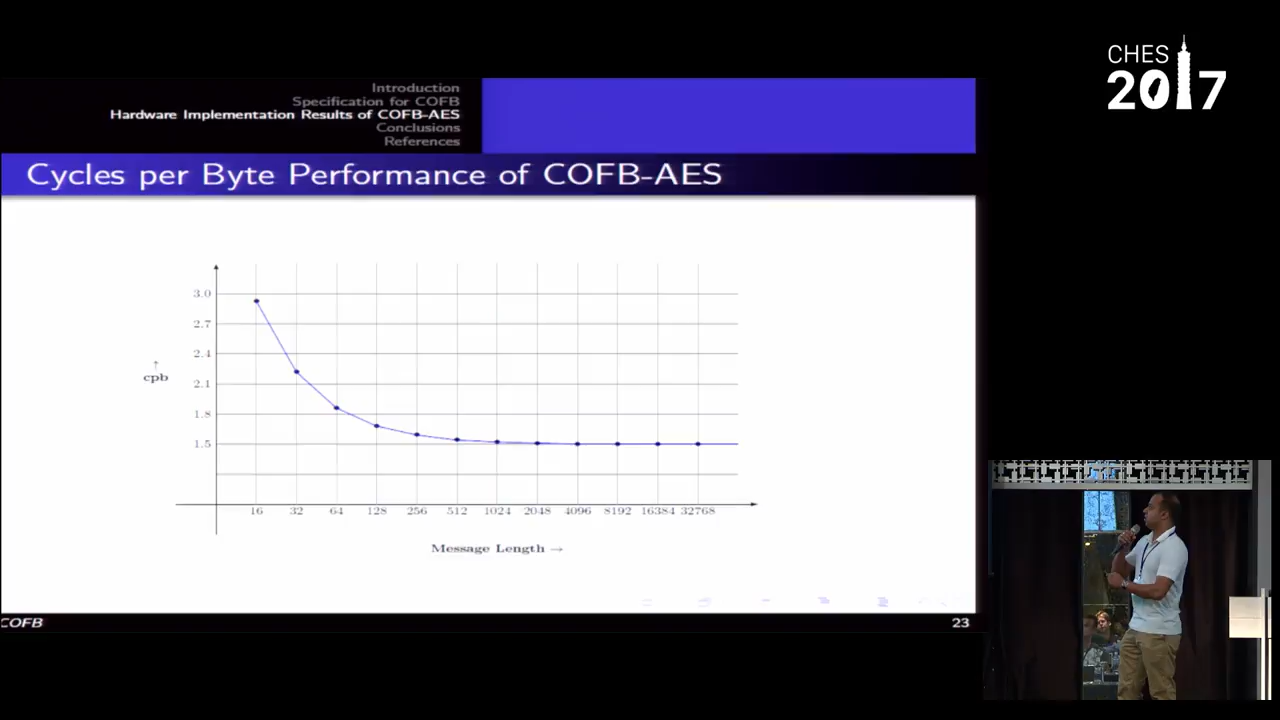 CHES
2017
Introduction
Specification for COFB
Hardware Implementation Results of COFB-AES
Conclusions
References
Cycles per Byte Performance of COFB-AES
3.0
2.7
2.4
2.1
1.8
1.5
↑
cpb
16 32 64 128 256 512 1024 2048 4096 8192 16384 32768
Message Length →
COFB 23